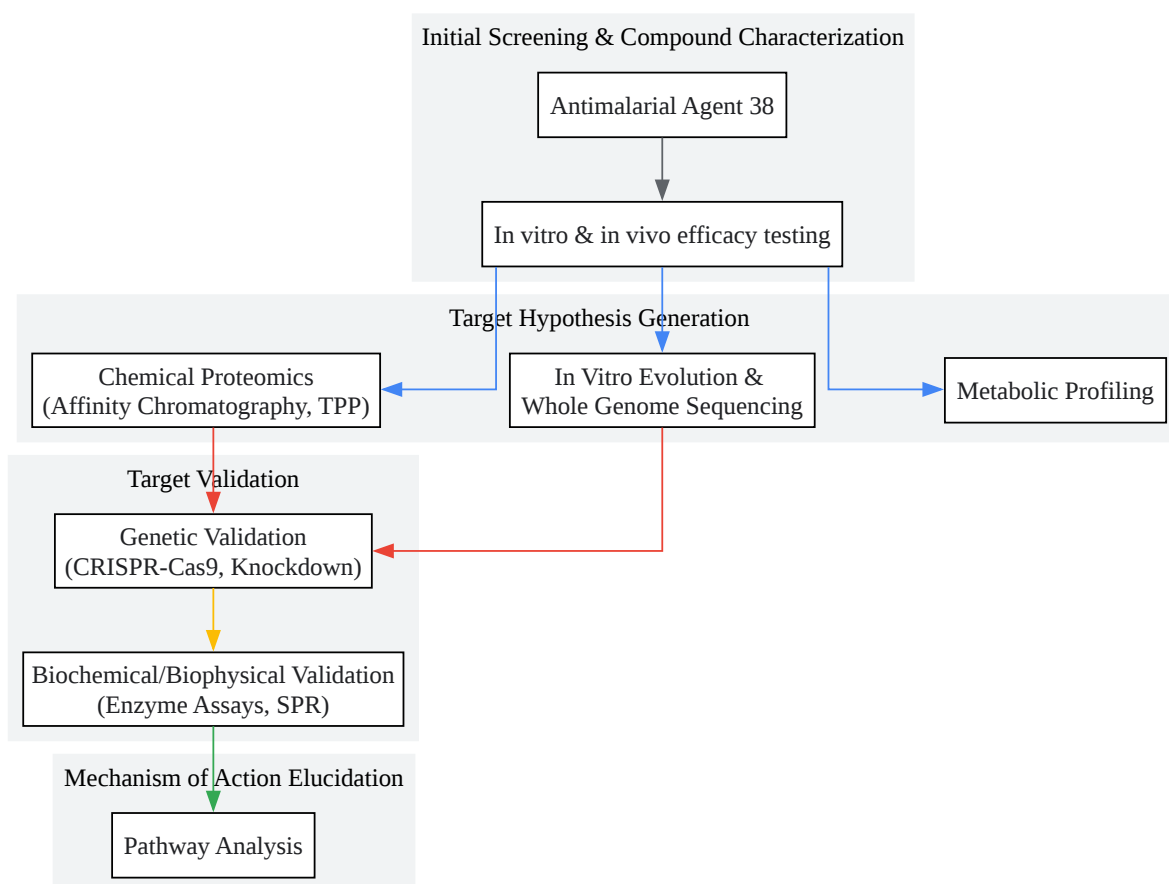 Initial Screening & Compound Characterization
Antimalarial Agent 38
In vitro & in vivo efficacy testing
Target Hypothesis Generation
Chemical Proteomics
(Affinity Chromatography, TPP)
In Vitro Evolution &
Whole Genome Sequencing
Metabolic Profiling
Target Validation
Genetic Validation
(CRISPR-Cas9, Knockdown)
Biochemical/Biophysical Validation
(Enzyme Assays, SPR)
Mechanism of Action Elucidation
Pathway Analysis